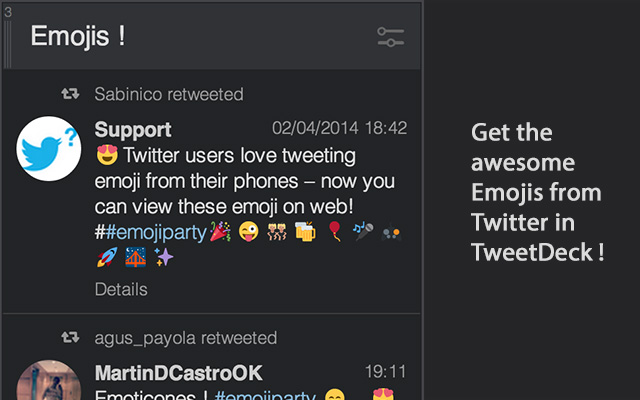 3
Emojis !
Sabinico retweeted
Support 02/04/2014 18:42
😍 Twitter users love tweeting
emoji from their phones – now you
can view these emoji on web!
##emojiparty 🎉 😜 👯 🍻 🎈 🎤 👥
🚀 🌉 ✨
Details
agus_payola retweeted
MartinDCastroOK 19:11
Emoticones ! #emojiparty 😊 😍
Get the
awesome
Emojis from
Twitter in
TweetDeck !